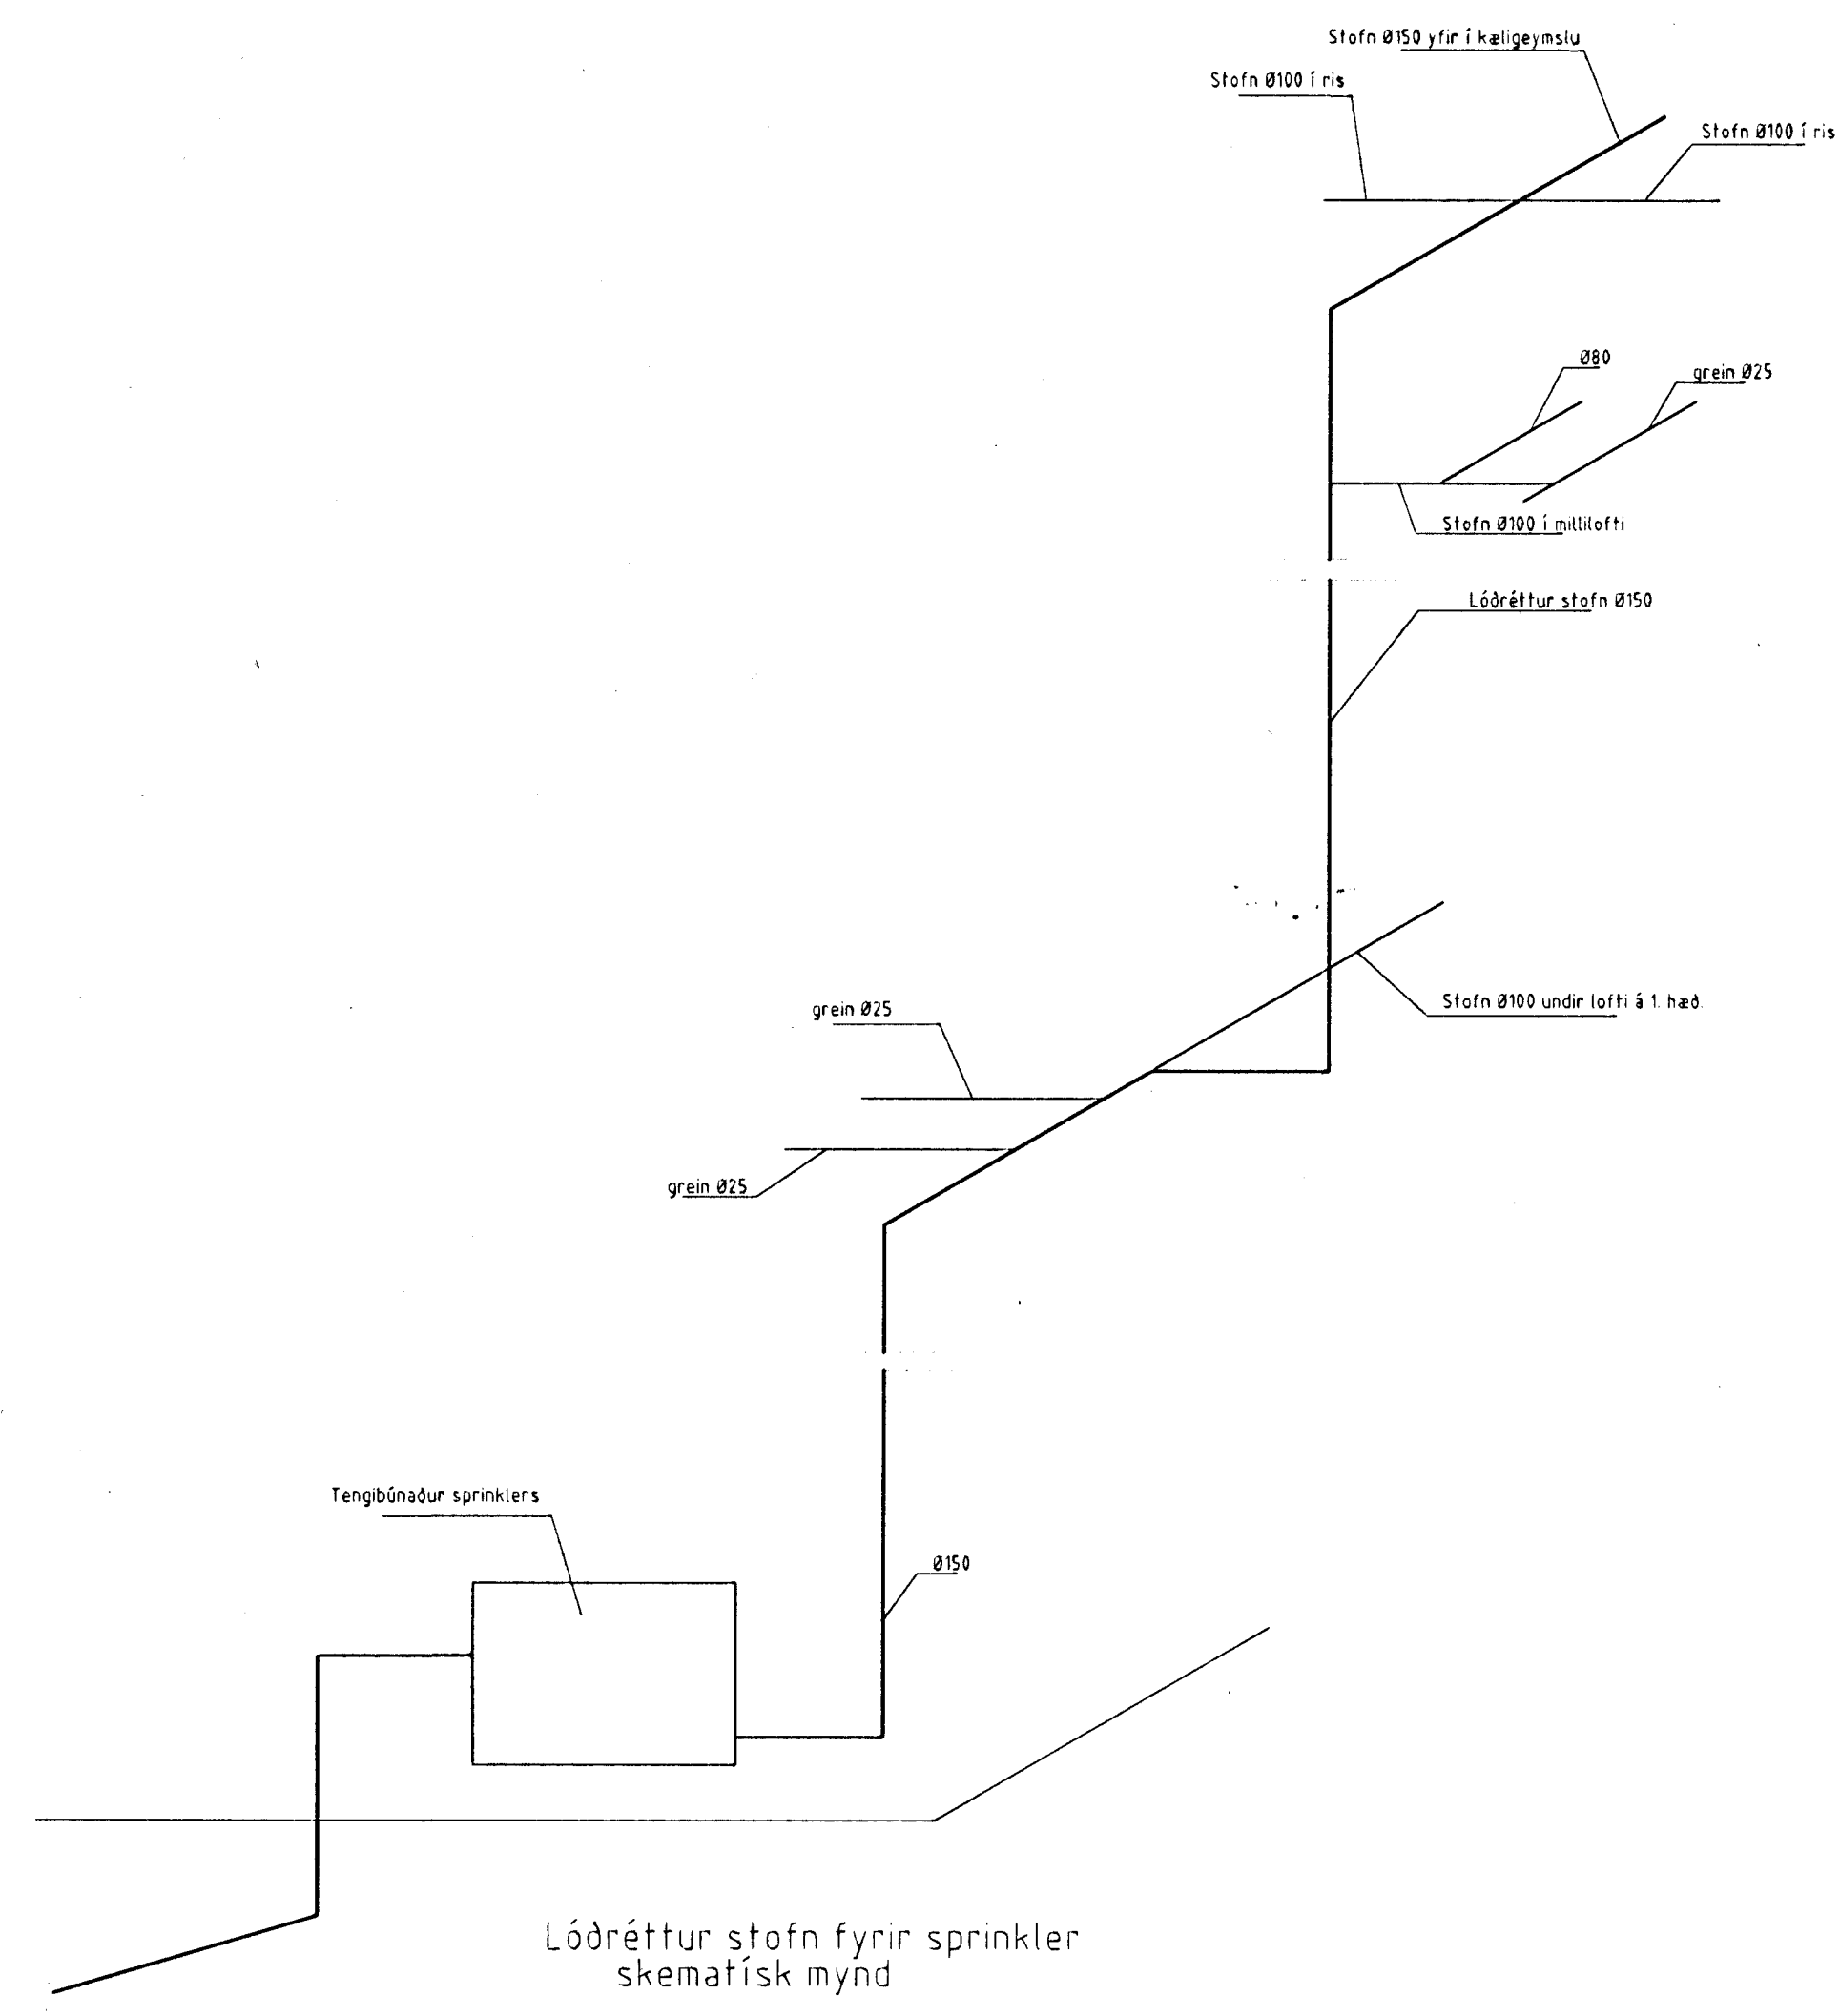 Stofn Ø150 yfir í kæligeymslu
Stofn Ø100 í ris
Stofn Ø100 í ris
Ø80
grein Ø25
Stofn Ø100 í millilofti
Lóðréttur stofn Ø150
Stofn Ø100 undir lofti á 1. hæð.
grein Ø25
grein Ø25
Tengibúnaður sprinklers
Ø150
Lóðréttur stofn fyrir sprinkler
skematísk mynd